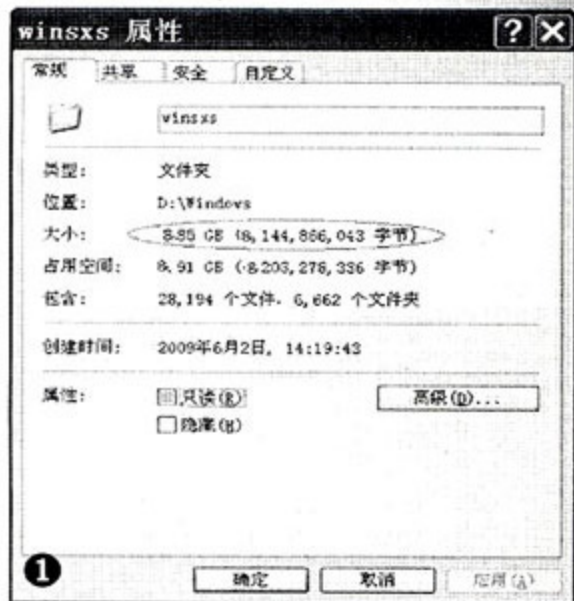 winsxs 属性
常规 共享 安全 自定义
winsxs
类型: 文件夹
位置: D:\Windows
大小: 8.85 GB (8,144,866,043 字节)
占用空间: 8.91 GB (8,203,278,336 字节)
包含: 28,194 个文件, 6,662 个文件夹
创建时间: 2009年6月2日, 14:19:43
属性: 只读(R) 高级(D)...
隐藏(H)
1
确定 取消 应用(A)